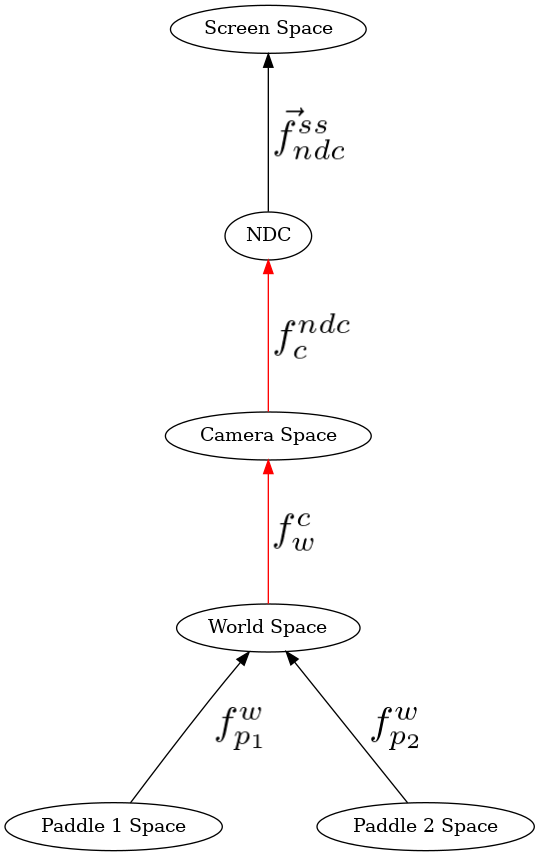 Screen Space
$\vec{f}_{ndc}^{ss}$
NDC
$f_{c}^{ndc}$
Camera Space
$f_{w}^{c}$
World Space
$f_{p_1}^{w}$ $f_{p_2}^{w}$
Paddle 1 Space Paddle 2 Space